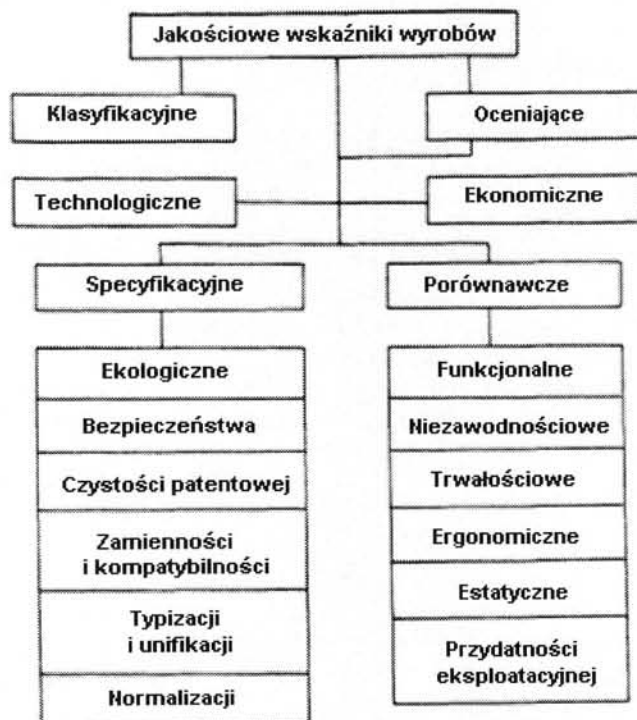 Jakościowe wskaźniki wyrobów
Klasyfikacyjne
Oceniające
Technologiczne
Ekonomiczne
Specyfikacyjne
Porównawcze
Ekologiczne
Bezpieczeństwa
Czystości patentowej
Zamienności
i kompatybilności
Typizacji
i unifikacji
Normalizacji
Funkcjonalne
Niezawodnościowe
Trwałościowe
Ergonomiczne
Estatyczne
Przydatności
eksploatacyjnej